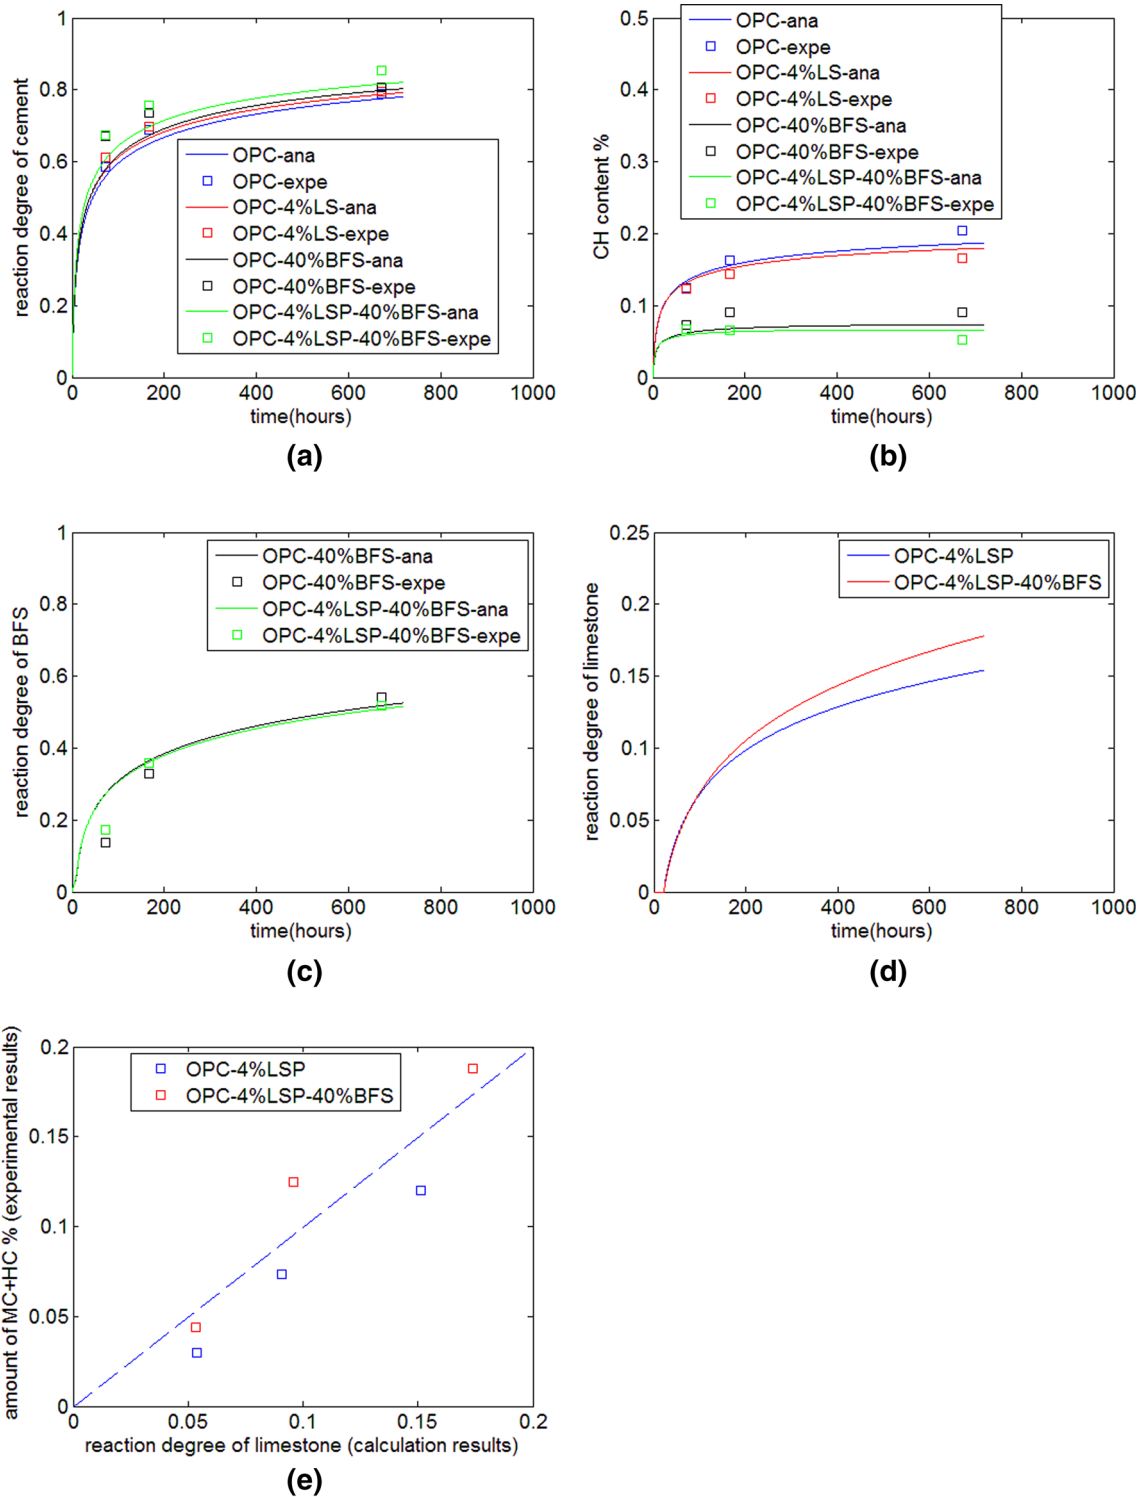 reaction degree of cement
1
0.8
0.6
0.4
0.2
0
OPC-ana
OPC-expe
OPC-4%LS-ana
OPC-4%LS-expe
OPC-40%BFS-ana
OPC-40%BFS-expe
OPC-4%LSP-40%BFS-ana
OPC-4%LSP-40%BFS-expe
0 200 400 600 800 1000
time(hours)
(a)
CH content %
0.5
0.4
0.3
0.2
0.1
0
OPC-ana
OPC-expe
OPC-4%LS-ana
OPC-4%LS-expe
OPC-40%BFS-ana
OPC-40%BFS-expe
OPC-4%LSP-40%BFS-ana
OPC-4%LSP-40%BFS-expe
0 200 400 600 800 1000
time(hours)
(b)
reaction degree of BFS
1
0.8
0.6
0.4
0.2
0
OPC-40%BFS-ana
OPC-40%BFS-expe
OPC-4%LSP-40%BFS-ana
OPC-4%LSP-40%BFS-expe
0 200 400 600 800 1000
time(hours)
(c)
reaction degree of limestone
0.25
0.2
0.15
0.1
0.05
0
OPC-4%LSP
OPC-4%LSP-40%BFS
0 200 400 600 800 1000
time(hours)
(d)
amount of MC+HC % (experimental results)
0.2
0.15
0.1
0.05
0
OPC-4%LSP
OPC-4%LSP-40%BFS
0 0.05 0.1 0.15 0.2
reaction degree of limestone (calculation results)
(e)